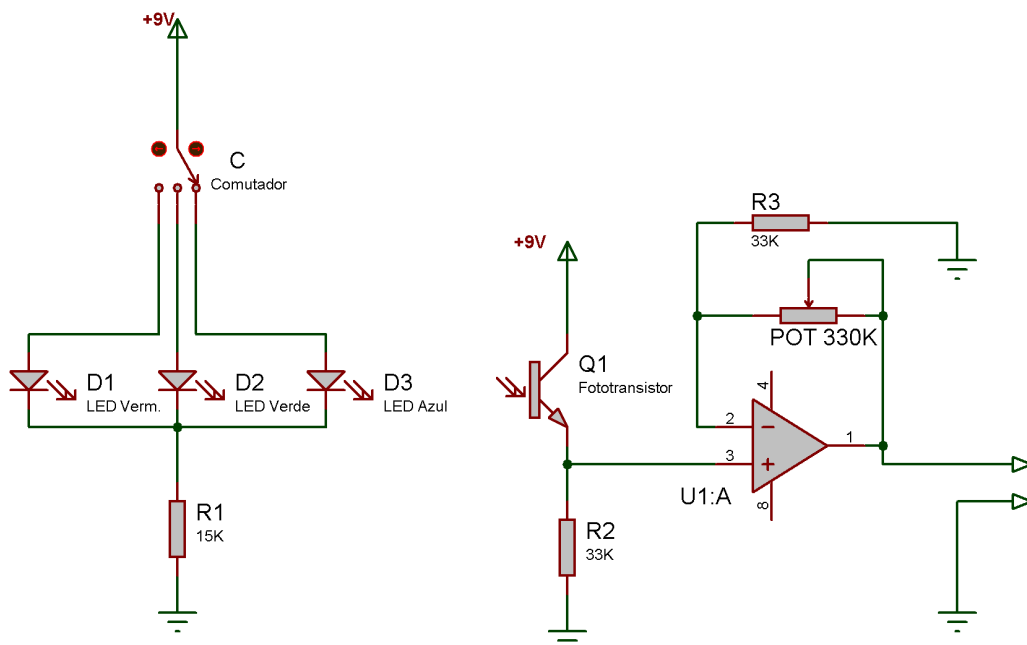 +9V
C
Comutador
D1
LED Verm.
D2
LED Verde
D3
LED Azul
R1
15K
+9V
Q1
Fototransistor
R2
33K
R3
33K
POT 330K
4
2
3
1
8
U1:A